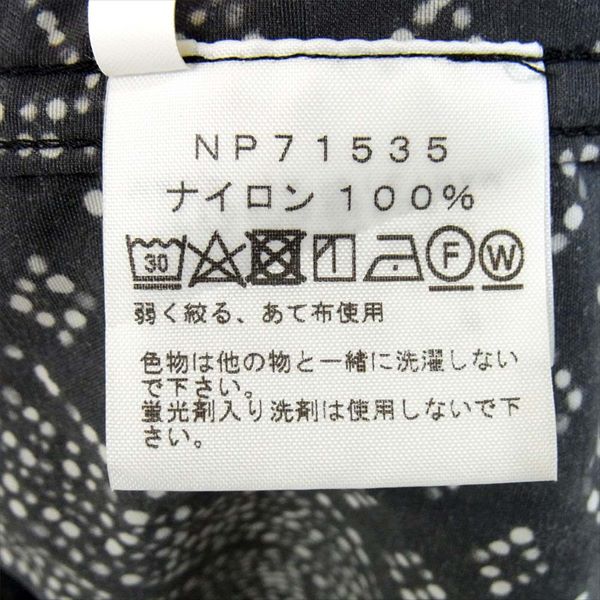 NP71535
ナイロン 100%
30 F W
弱く絞る、あて布使用
色物は他の物と一緒に洗濯しない
で下さい。
蛍光剤入り洗剤は使用しないで下
さい。